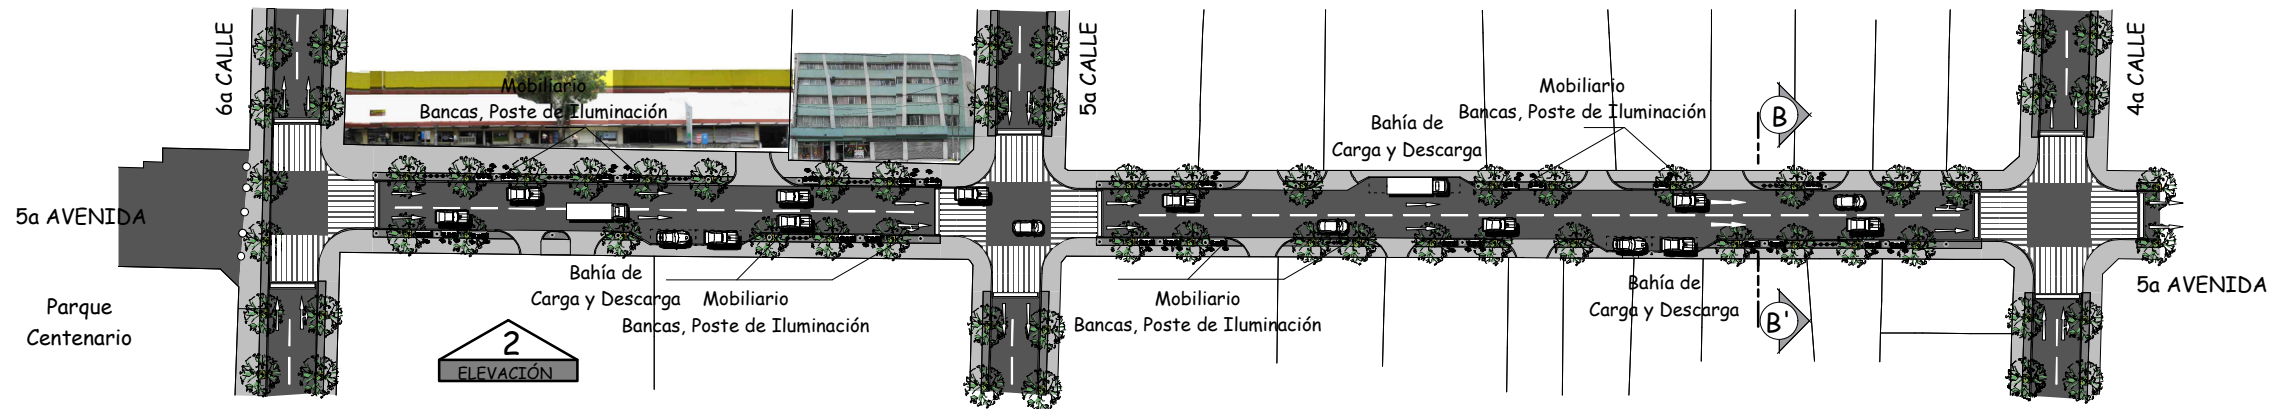 6a CALLE
5a CALLE
4a CALLE
Mobiliario
Bancas, Poste de Iluminación
Mobiliario
Bancas, Poste de Iluminación
Bahía de
Carga y Descarga
B
5a AVENIDA
Bahía de
Carga y Descarga
Mobiliario
Bancas, Poste de Iluminación
Mobiliario
Bancas, Poste de Iluminación
Bahía de
Carga y Descarga
5a AVENIDA
B'
Parque
Centenario
2
ELEVACIÓN